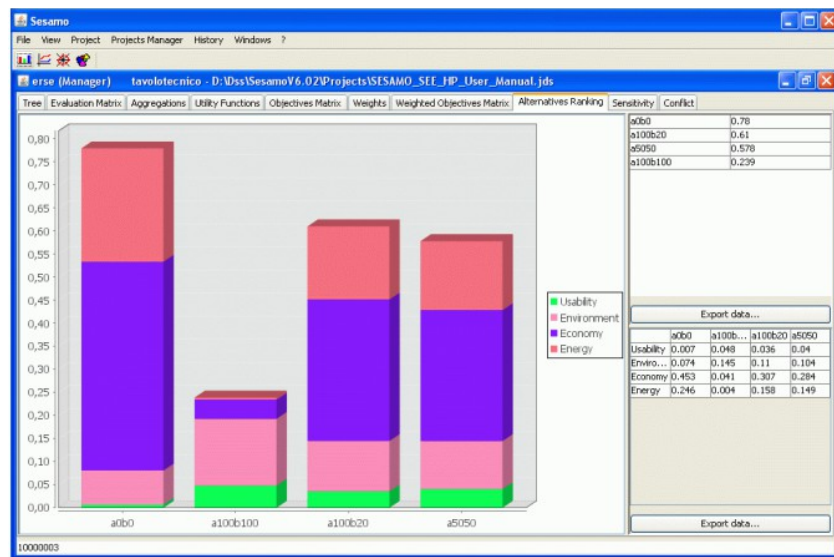 Sesamo
File View Project Projects Manager History Windows ?
erse (Manager) tavolotecnico - D:\Dss\SesamoV6.02\Projects\SESAMO_SEE_HP_User_Manual.jds
Tree Evaluation Matrix Aggregations Utility Functions Objectives Matrix Weights Weighted Objectives Matrix Alternatives Ranking Sensitivity Conflict
0,80
0,75
0,70
0,65
0,60
0,55
0,50
0,45
0,40
0,35
0,30
0,25
0,20
0,15
0,10
0,05
0,00
a0b0 a100b100 a100b20 a5050
Usability
Environment
Economy
Energy
a0b0 0.78
a100b20 0.61
a5050 0.578
a100b100 0.239
Export data...
a0b0 a100b... a100b20 a5050
Usability 0.007 0.048 0.036 0.04
Enviro... 0.074 0.145 0.11 0.104
Economy 0.453 0.041 0.307 0.284
Energy 0.246 0.004 0.158 0.149
Export data...
10000003